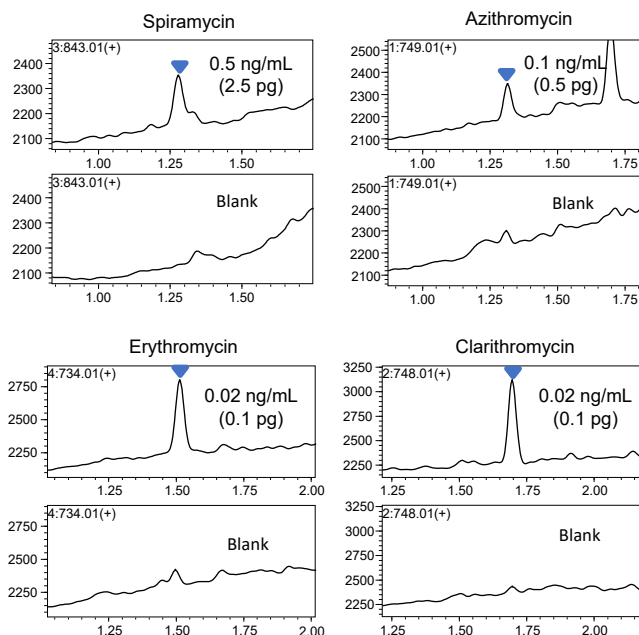 Spiramycin
3:843.01(+)
0.5 ng/mL
(2.5 pg)
2400
2300
2200
2100
1.00 1.25 1.50
3:843.01(+)
Blank
2400
2300
2200
2100
1.00 1.25 1.50
Azithromycin
1:749.01(+)
0.1 ng/mL
(0.5 pg)
2500
2400
2300
2200
2100
1.00 1.25 1.50 1.75
1:749.01(+)
Blank
2500
2400
2300
2200
2100
1.00 1.25 1.50 1.75
Erythromycin
4:734.01(+)
0.02 ng/mL
(0.1 pg)
2750
2500
2250
1.25 1.50 1.75 2.00
4:734.01(+)
Blank
2750
2500
2250
1.25 1.50 1.75 2.00
Clarithromycin
2:748.01(+)
0.02 ng/mL
(0.1 pg)
3250
3000
2750
2500
2250
1.25 1.50 1.75 2.00
2:748.01(+)
Blank
3250
3000
2750
2500
2250
1.25 1.50 1.75 2.00